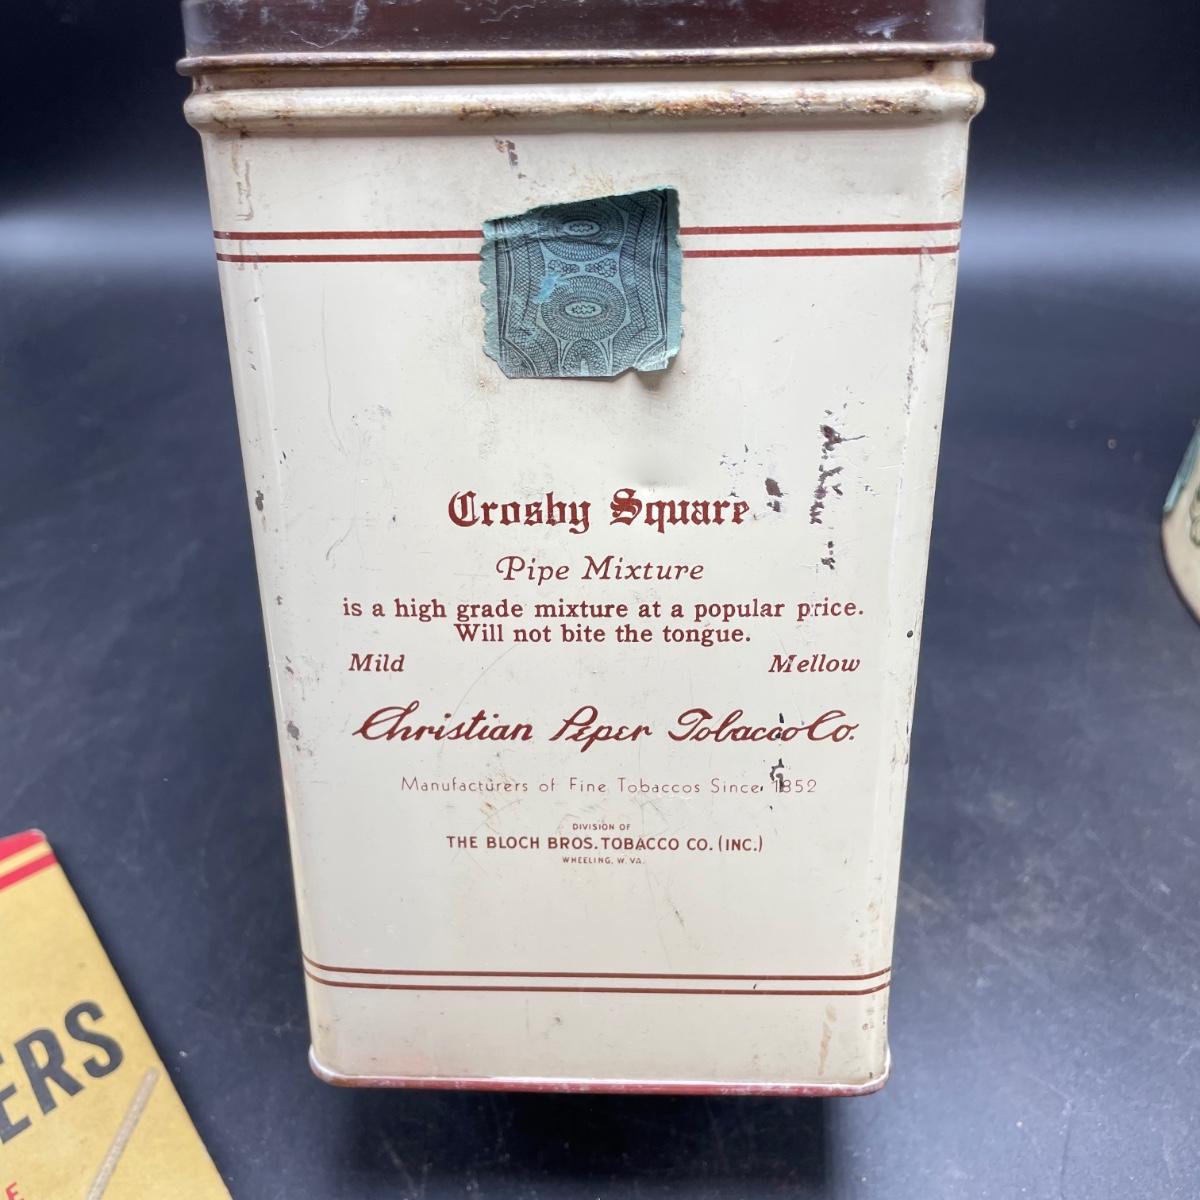 Crosby Square
Pipe Mixture
is a high grade mixture at a popular price.
Will not bite the tongue.
Mild Mellow
Christian Peper Tobacco Co.
Manufacturers of Fine Tobaccos Since 1852
DIVISION OF
THE BLOCH BROS. TOBACCO CO. (INC.)
WHEELING, W. VA.
ERS
E